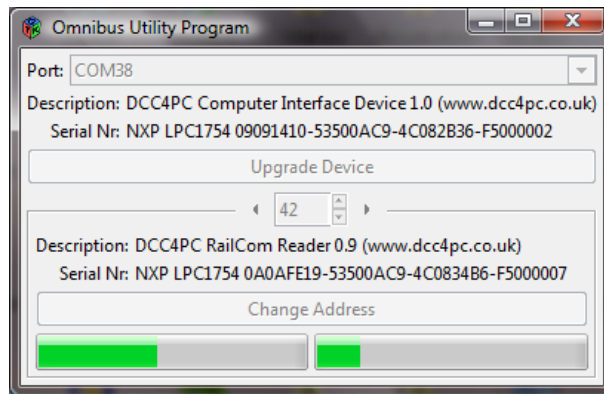 Omnibus Utility Program
Port: COM38
Description: DCC4PC Computer Interface Device 1.0 (www.dcc4pc.co.uk)
Serial Nr: NXP LPC1754 09091410-53500AC9-4C082B36-F5000002
Upgrade Device
42
Description: DCC4PC RailCom Reader 0.9 (www.dcc4pc.co.uk)
Serial Nr: NXP LPC1754 0A0AFE19-53500AC9-4C0834B6-F5000007
Change Address